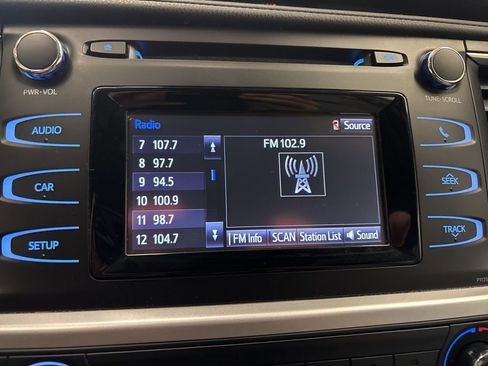 PWR•VOL
TUNE•SCROLL
AUDIO
CAR
SETUP
Radio
Source
7 107.7
8 97.7
9 94.5
10 100.9
11 98.7
12 104.7
FM 102.9
FM Info
SCAN
Station List
Sound
SEEK
TRACK